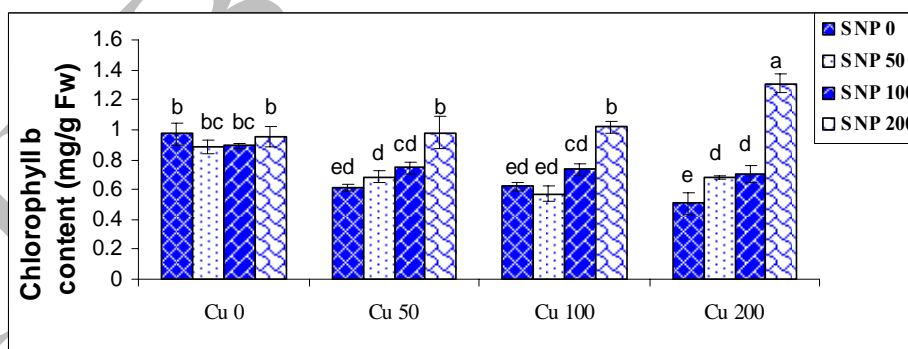 Chlorophyll b
content (mg/g Fw)
1.6
1.4
1.2
1
0.8
0.6
0.4
0.2
0
b bc bc b
ed d cd b
ed ed cd b
e d d a
Cu 0 Cu 50 Cu 100 Cu 200
SNP 0
SNP 50
SNP 100
SNP 200